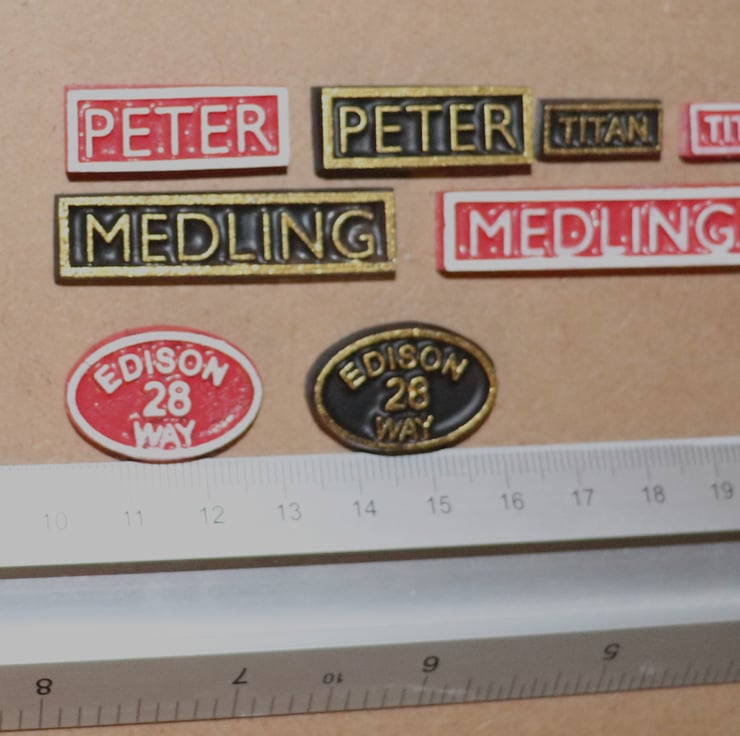 PETER PETER TITAN TIT
MEDLING MEDLING
EDISON
28
WAY
EDISON
28
WAY
10 11 12 13 14 15 16 17 18 19
8 7 10 6 5